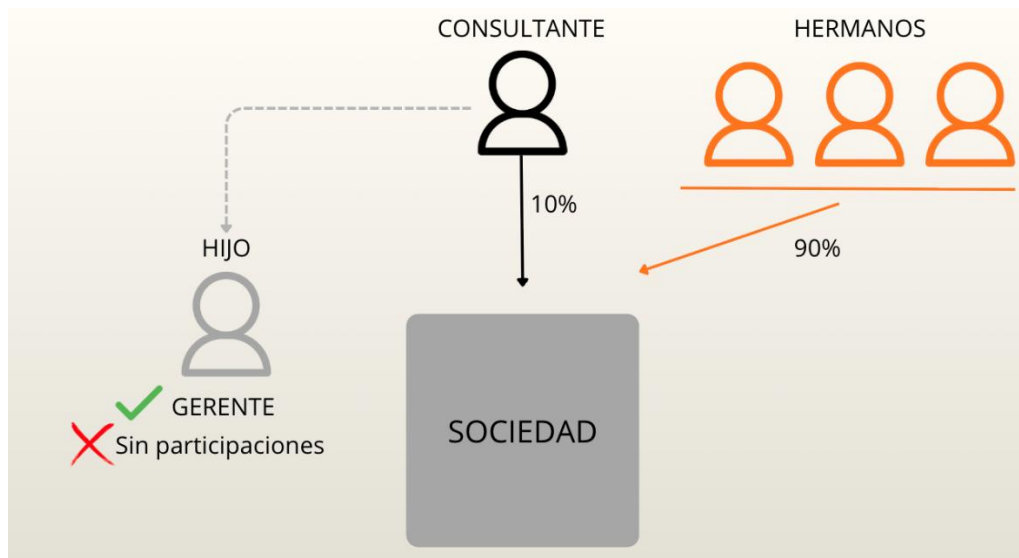 CONSULTANTE
HERMANOS
10%
90%
HIJO
GERENTE
Sin participaciones
SOCIEDAD